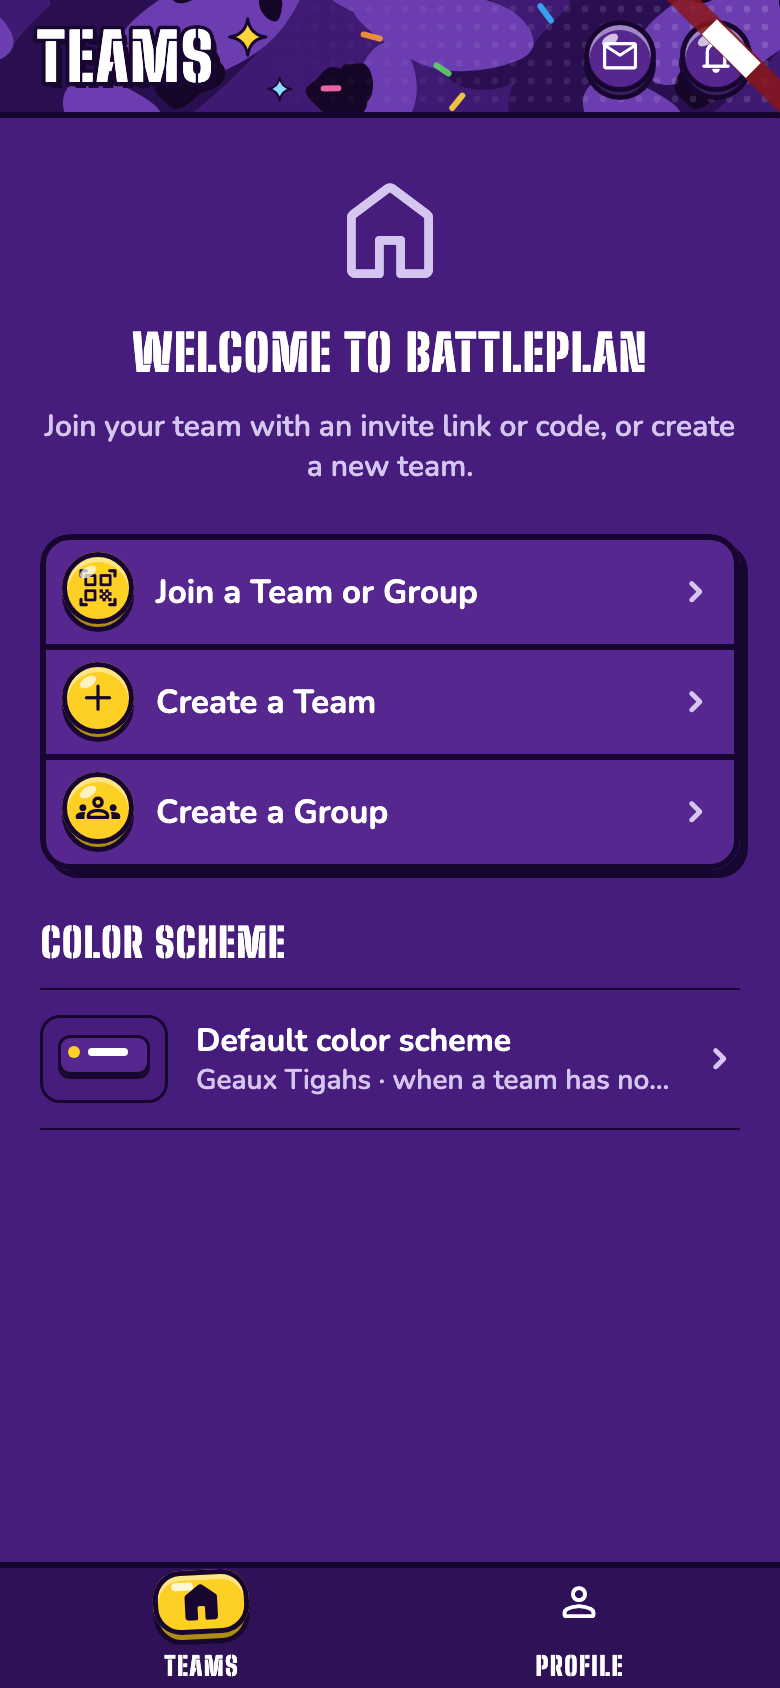 TEAMS
WELCOME TO BATTLEPLAN
Join your team with an invite link or code, or create
a new team.
Join a Team or Group
Create a Team
Create a Group
COLOR SCHEME
Default color scheme
Geaux Tigahs · when a team has no...
TEAMS
PROFILE